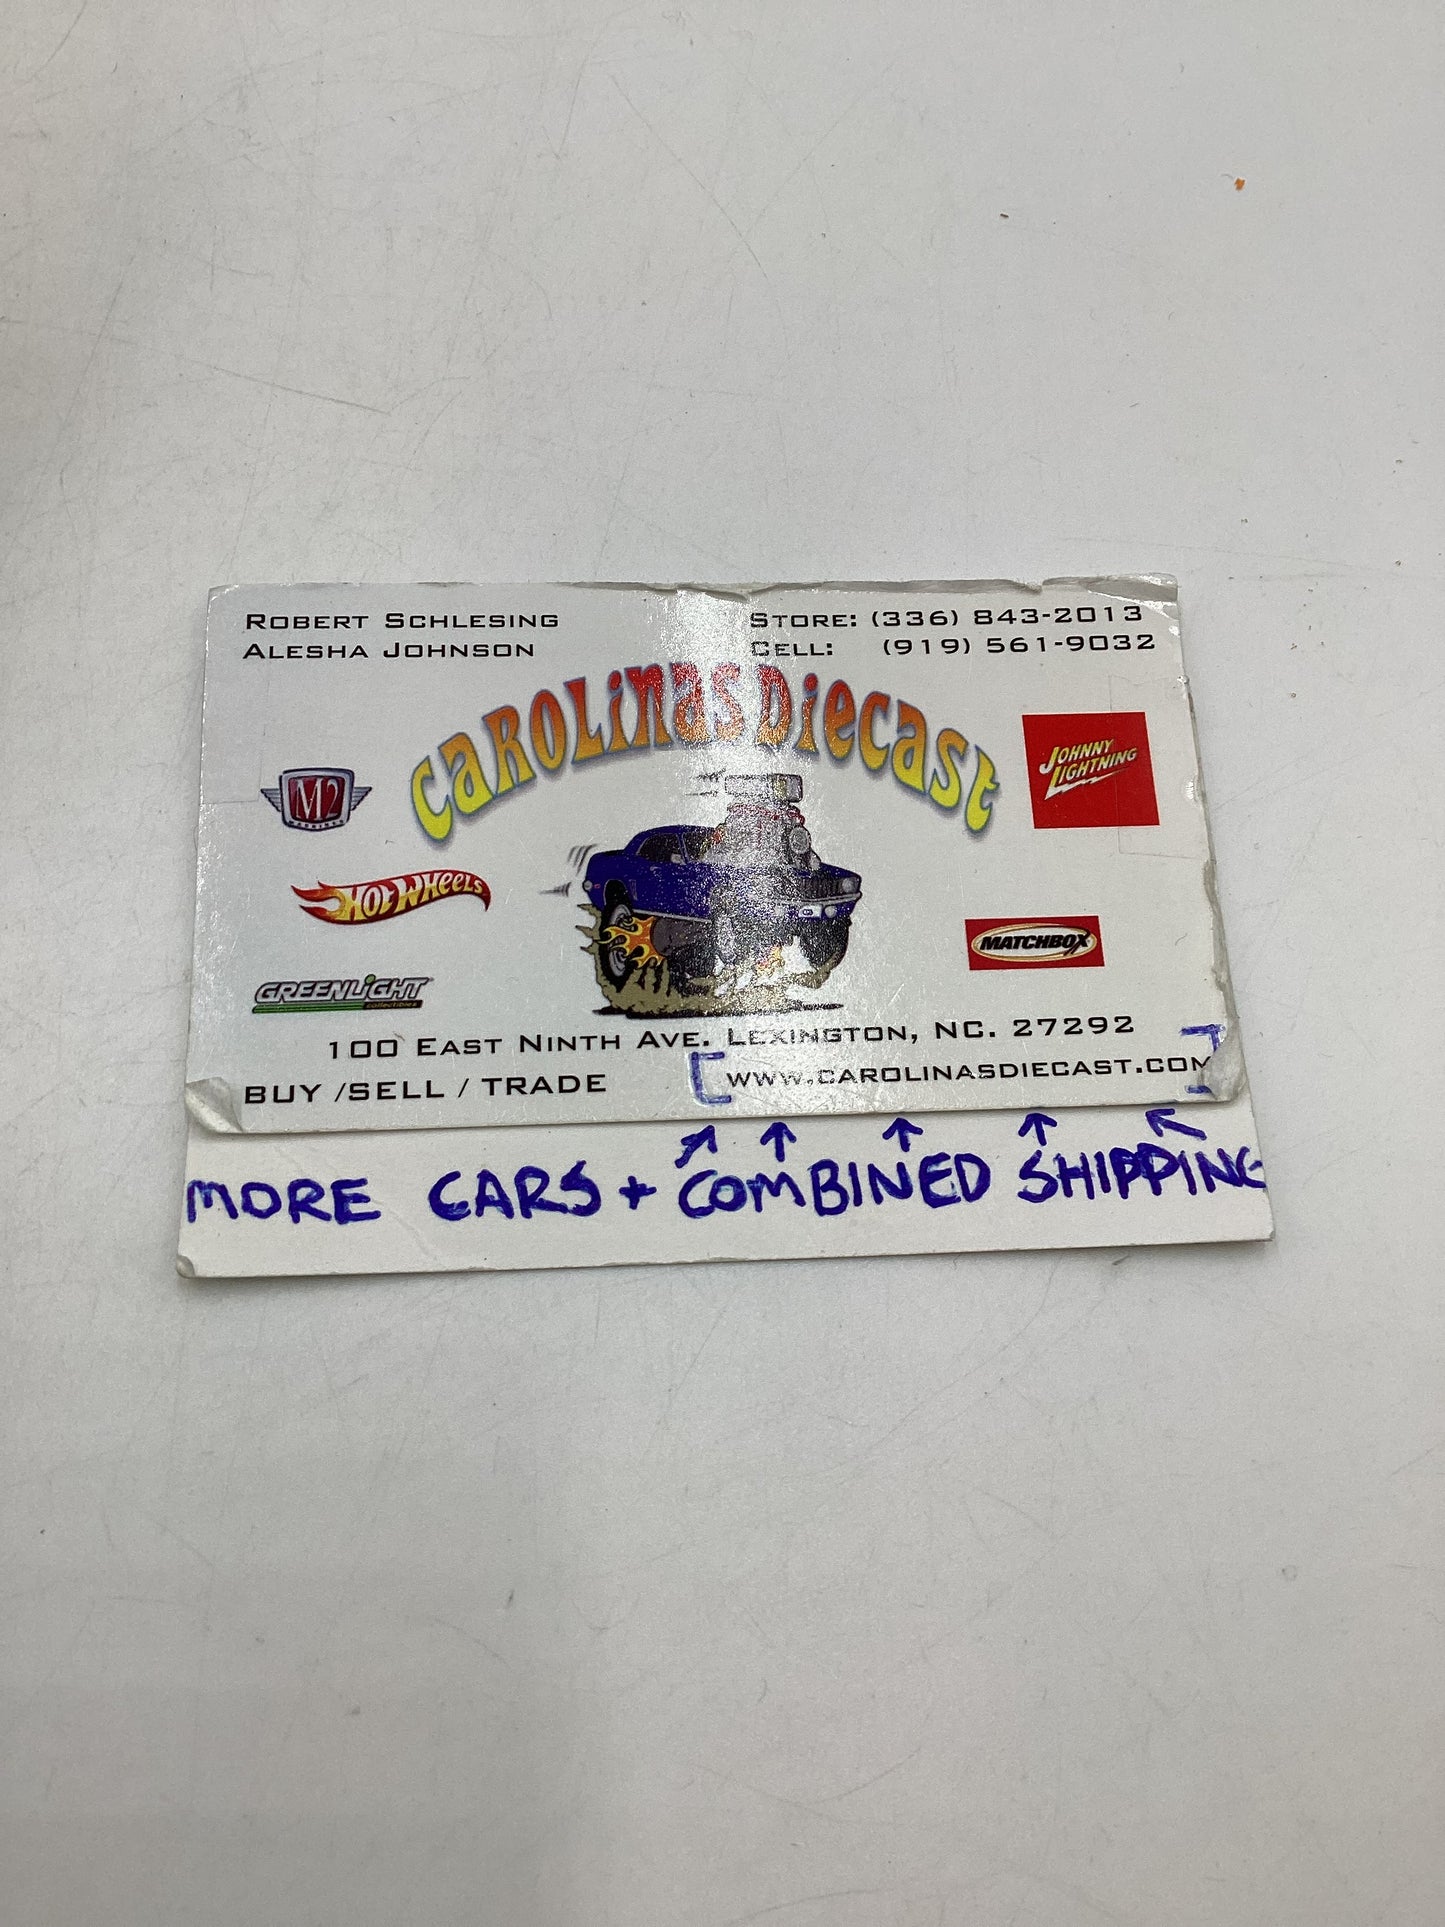 ROBERT SCHLESING
ALESHA JOHNSON
STORE: (336) 843-2013
CELL: (919) 561-9032
CAROLINAS DIECAST
M2
MACHINES
JOHNNY
LIGHTNING
HOT WHEELS
MATCHBOX
GREENLIGHT
collectibles
100 EAST NINTH AVE. LEXINGTON, NC. 27292
BUY /SELL / TRADE
WWW.CAROLINASDIECAST.COM
MORE CARS + COMBINED SHIPPING